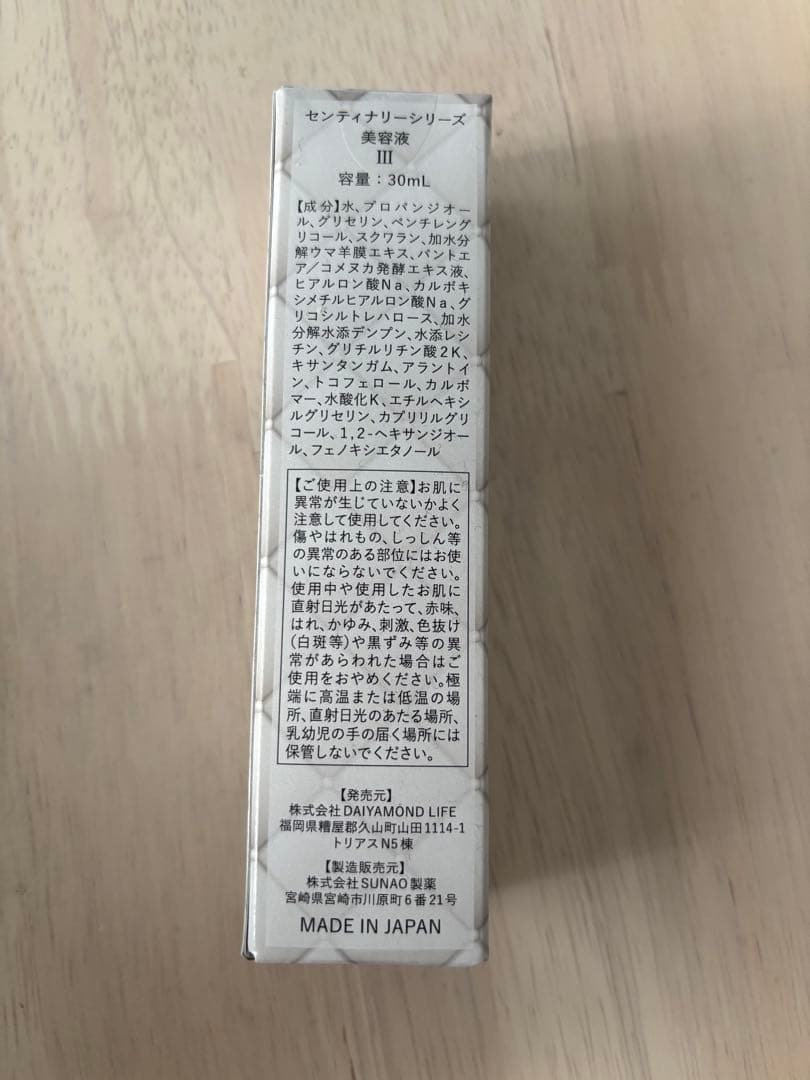 センティナリーシリーズ
美容液
III
容量：30mL
【成分】水、プロパンジオー
ル、グリセリン、ペンチレング
リコール、スクワラン、加水分
解ウマ羊膜エキス、パントエ
ア/コメヌカ発酵エキス液、
ヒアルロン酸Na、カルボキ
シメチルヒアルロン酸Na、グ
リコシルトレハロース、加水
分解水添デンプン、水添レシ
チン、グリチルリチン酸2K、
キサンタンガム、アラントイ
ン、トコフェロール、カルボ
マー、水酸化K、エチルヘキシ
ルグリセリン、カプリリルグリ
コール、1,2-ヘキサンジオー
ル、フェノキシエタノール
【ご使用上の注意】お肌に
異常が生じていないかよく
注意して使用してください。
傷やはれもの、しっしん等
の異常のある部位にはお使
いにならないでください。
使用中や使用したお肌に
直射日光があたって、赤味、
はれ、かゆみ、刺激、色抜け
(白斑等)や黒ずみ等の異
常があらわれた場合はご
使用をおやめください。極
端に高温または低温の場
所、直射日光のあたる場所、
乳幼児の手の届く場所には
保管しないでください。
【発売元】
株式会社DAIYAMOND LIFE
福岡県糟屋郡久山町山田1114-1
トリアスN5棟
【製造販売元】
株式会社SUNAO製薬
宮崎県宮崎市川原町6番21号
MADE IN JAPAN